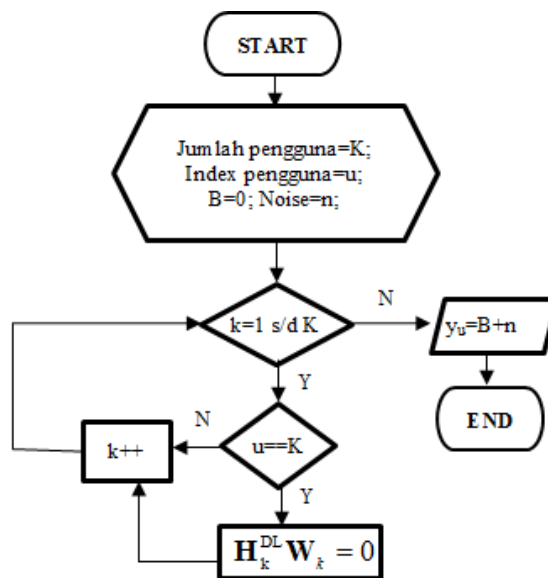 START
Jumlah pengguna=K;
Index pengguna=u;
B=0; Noise=n;
k=1 s/d K
N
y_u=B+n
Y
END
N
u==K
k++
Y
H_k^DL W_k = 0